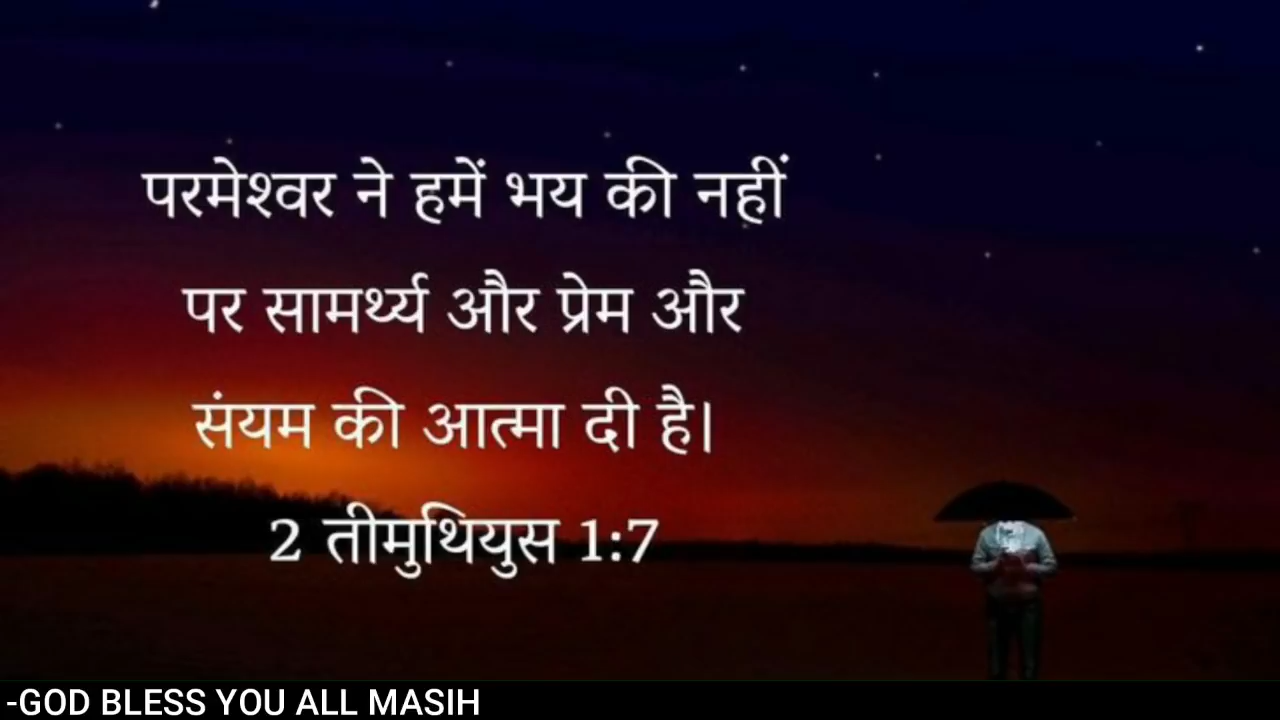 परमेश्वर ने हमें भय की नहीं
पर सामर्थ्य और प्रेम और
संयम की आत्मा दी है।
2 तीमुथियुस 1:7
-GOD BLESS YOU ALL MASIH